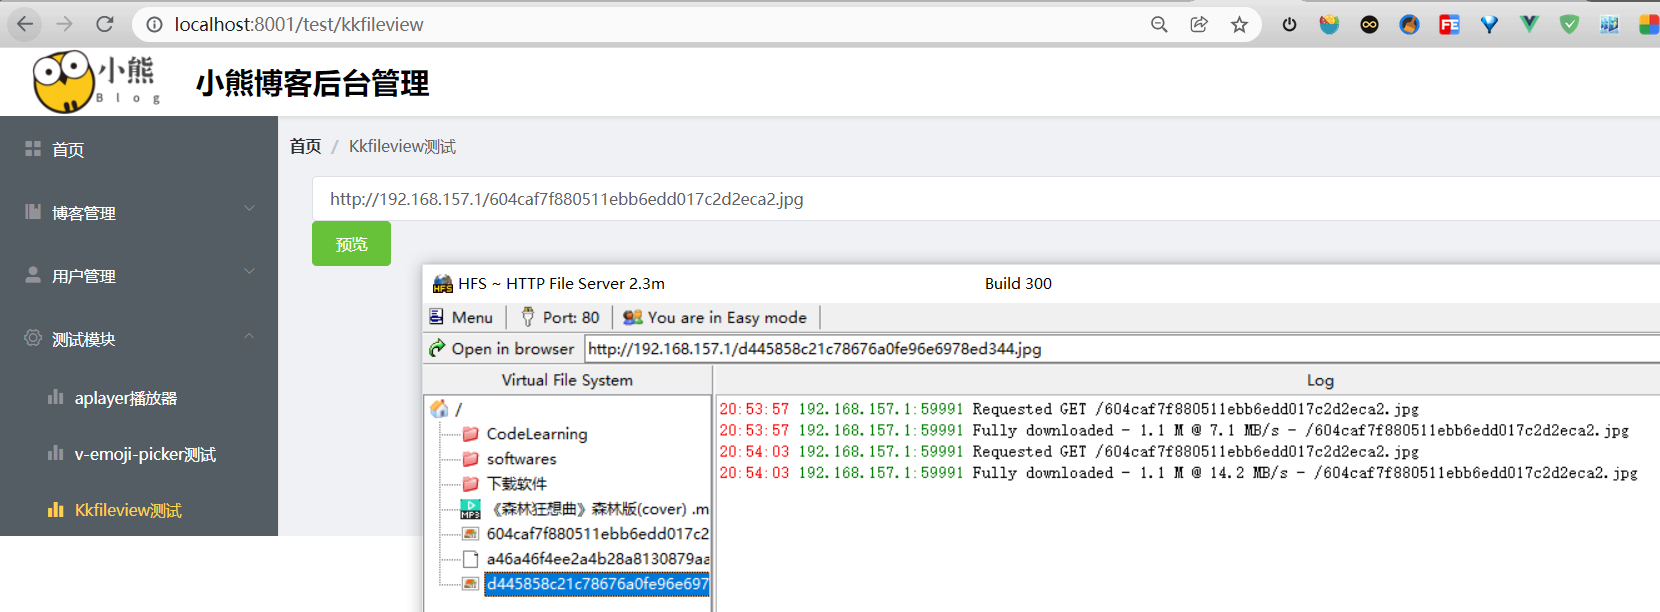 localhost:8001/test/kkfileview
小熊
Blog
小熊博客后台管理
首页
博客管理
用户管理
测试模块
aplayer播放器
v-emoji-picker测试
Kkfileview测试
首页 / Kkfileview测试
http://192.168.157.1/604caf7f880511ebb6edd017c2d2eca2.jpg
预览
HFS ~ HTTP File Server 2.3m Build 300
Menu Port: 80 You are in Easy mode
Open in browser http://192.168.157.1/d445858c21c78676a0fe96e6978ed344.jpg
Virtual File System
/
CodeLearning
softwares
下载软件
《森林狂想曲》森林版(cover) .m
604caf7f880511ebb6edd017c2
a46a46f4ee2a4b28a8130879aa
d445858c21c78676a0fe96e697
Log
20:53:57 192.168.157.1:59991 Requested GET /604caf7f880511ebb6edd017c2d2eca2.jpg
20:53:57 192.168.157.1:59991 Fully downloaded - 1.1 M @ 7.1 MB/s - /604caf7f880511ebb6edd017c2d2eca2.jpg
20:54:03 192.168.157.1:59991 Requested GET /604caf7f880511ebb6edd017c2d2eca2.jpg
20:54:03 192.168.157.1:59991 Fully downloaded - 1.1 M @ 14.2 MB/s - /604caf7f880511ebb6edd017c2d2eca2.jpg